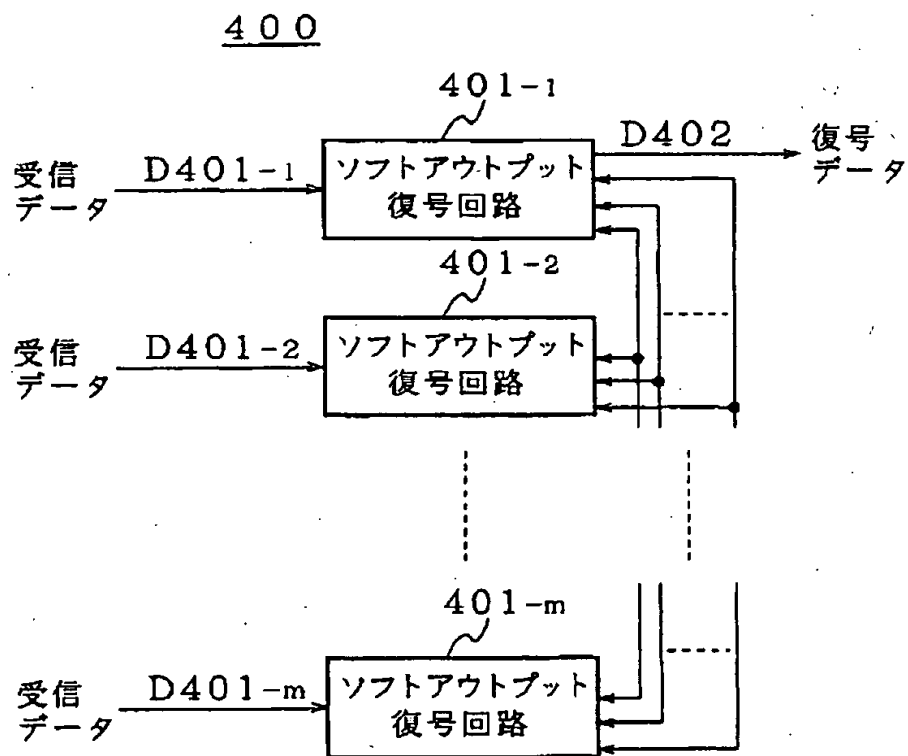 400
401-1
受信
データ
D401-1
ソフトアウトプット
復号回路
D402
復号
データ
401-2
受信
データ
D401-2
ソフトアウトプット
復号回路
401-m
受信
データ
D401-m
ソフトアウトプット
復号回路